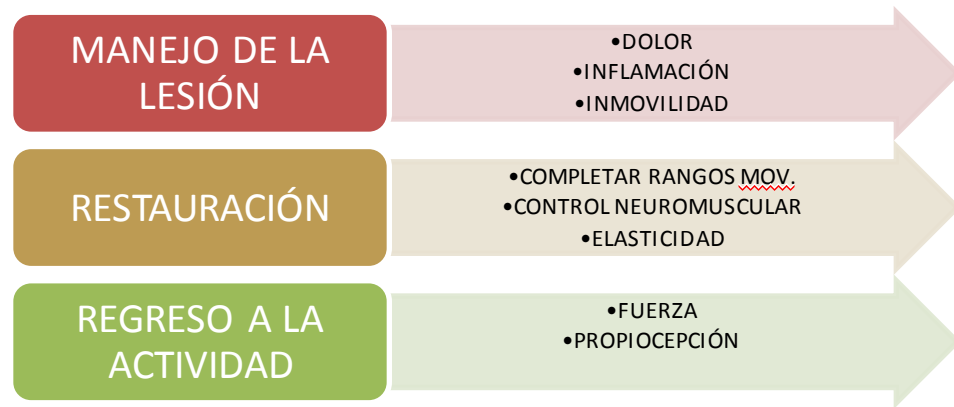 MANEJO DE LA
LESIÓN
•DOLOR
•INFLAMACIÓN
•INMOVILIDAD
RESTAURACIÓN
•COMPLETAR RANGOS MOV.
•CONTROL NEUROMUSCULAR
•ELASTICIDAD
REGRESO A LA
ACTIVIDAD
•FUERZA
•PROPIOCEPCIÓN